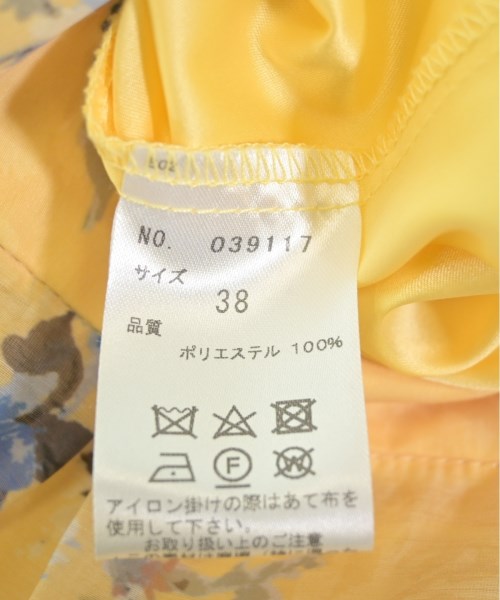 NO. 039117
サイズ
38
品質
ポリエステル 100%
F W
アイロン掛けの際はあて布を
使用して下さい。
お取り扱い上のご注意